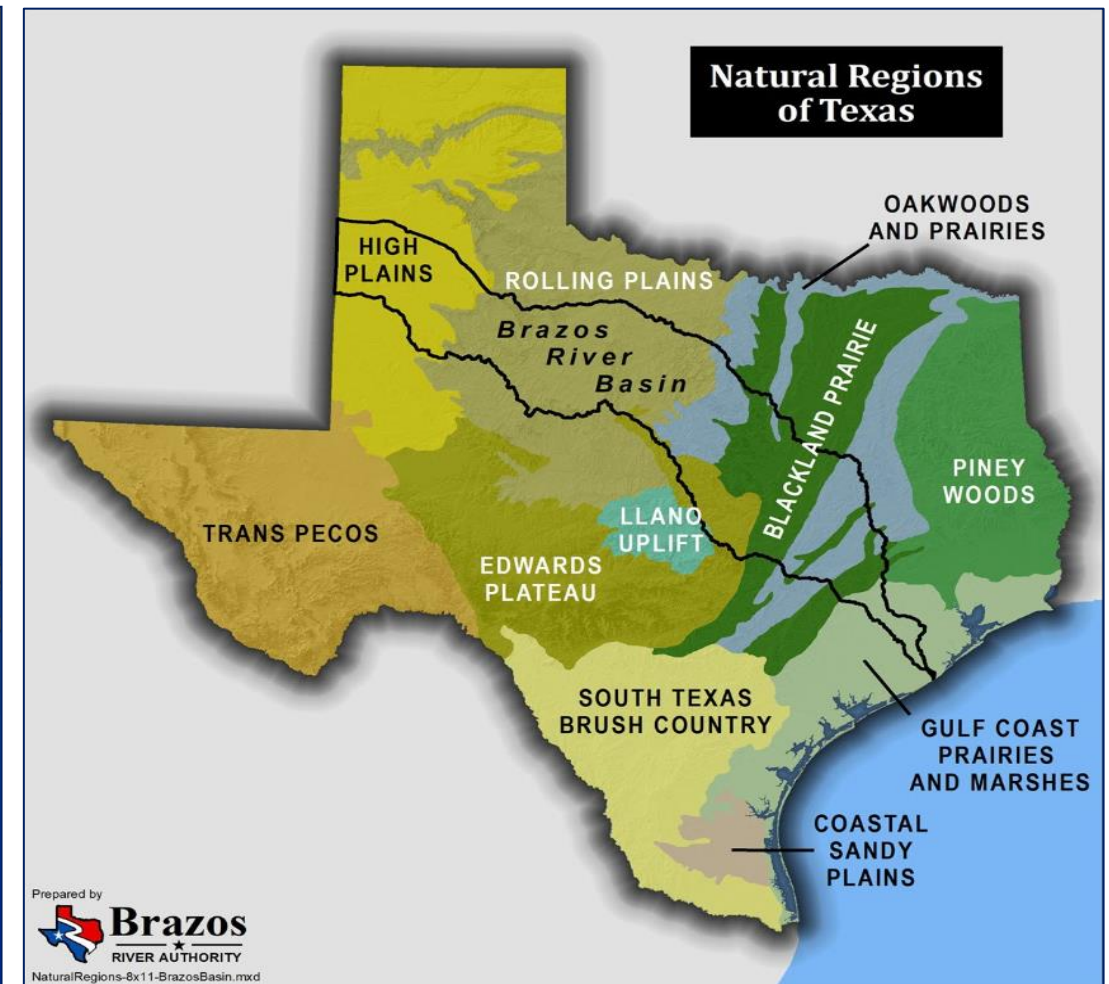 Natural Regions
of Texas
OAKWOODS
AND PRAIRIES
HIGH
PLAINS
ROLLING PLAINS
Brazos
River
Basin
BLACKLAND PRAIRIE
PINEY
WOODS
TRANS PECOS
LLANO
UPLIFT
EDWARDS
PLATEAU
SOUTH TEXAS
BRUSH COUNTRY
GULF COAST
PRAIRIES
AND MARSHES
COASTAL
SANDY
PLAINS
Prepared by
Brazos
RIVER AUTHORITY
NaturalRegions-8x11-BrazosBasin.mxd